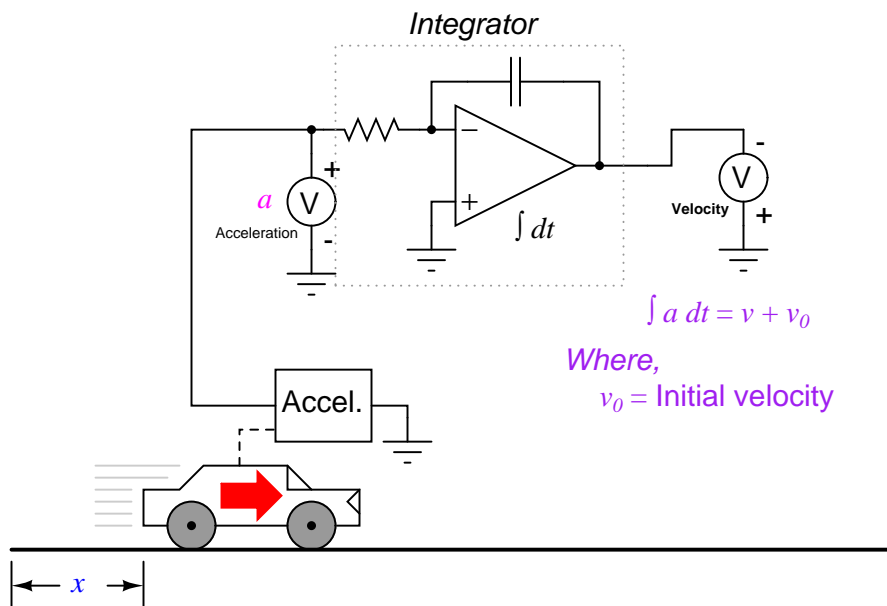 Integrator
+
−
V
a
Acceleration
-
+
∫ dt
-
V
Velocity
+
∫ a dt = v + v₀
Where,
v₀ = Initial velocity
Accel.
x